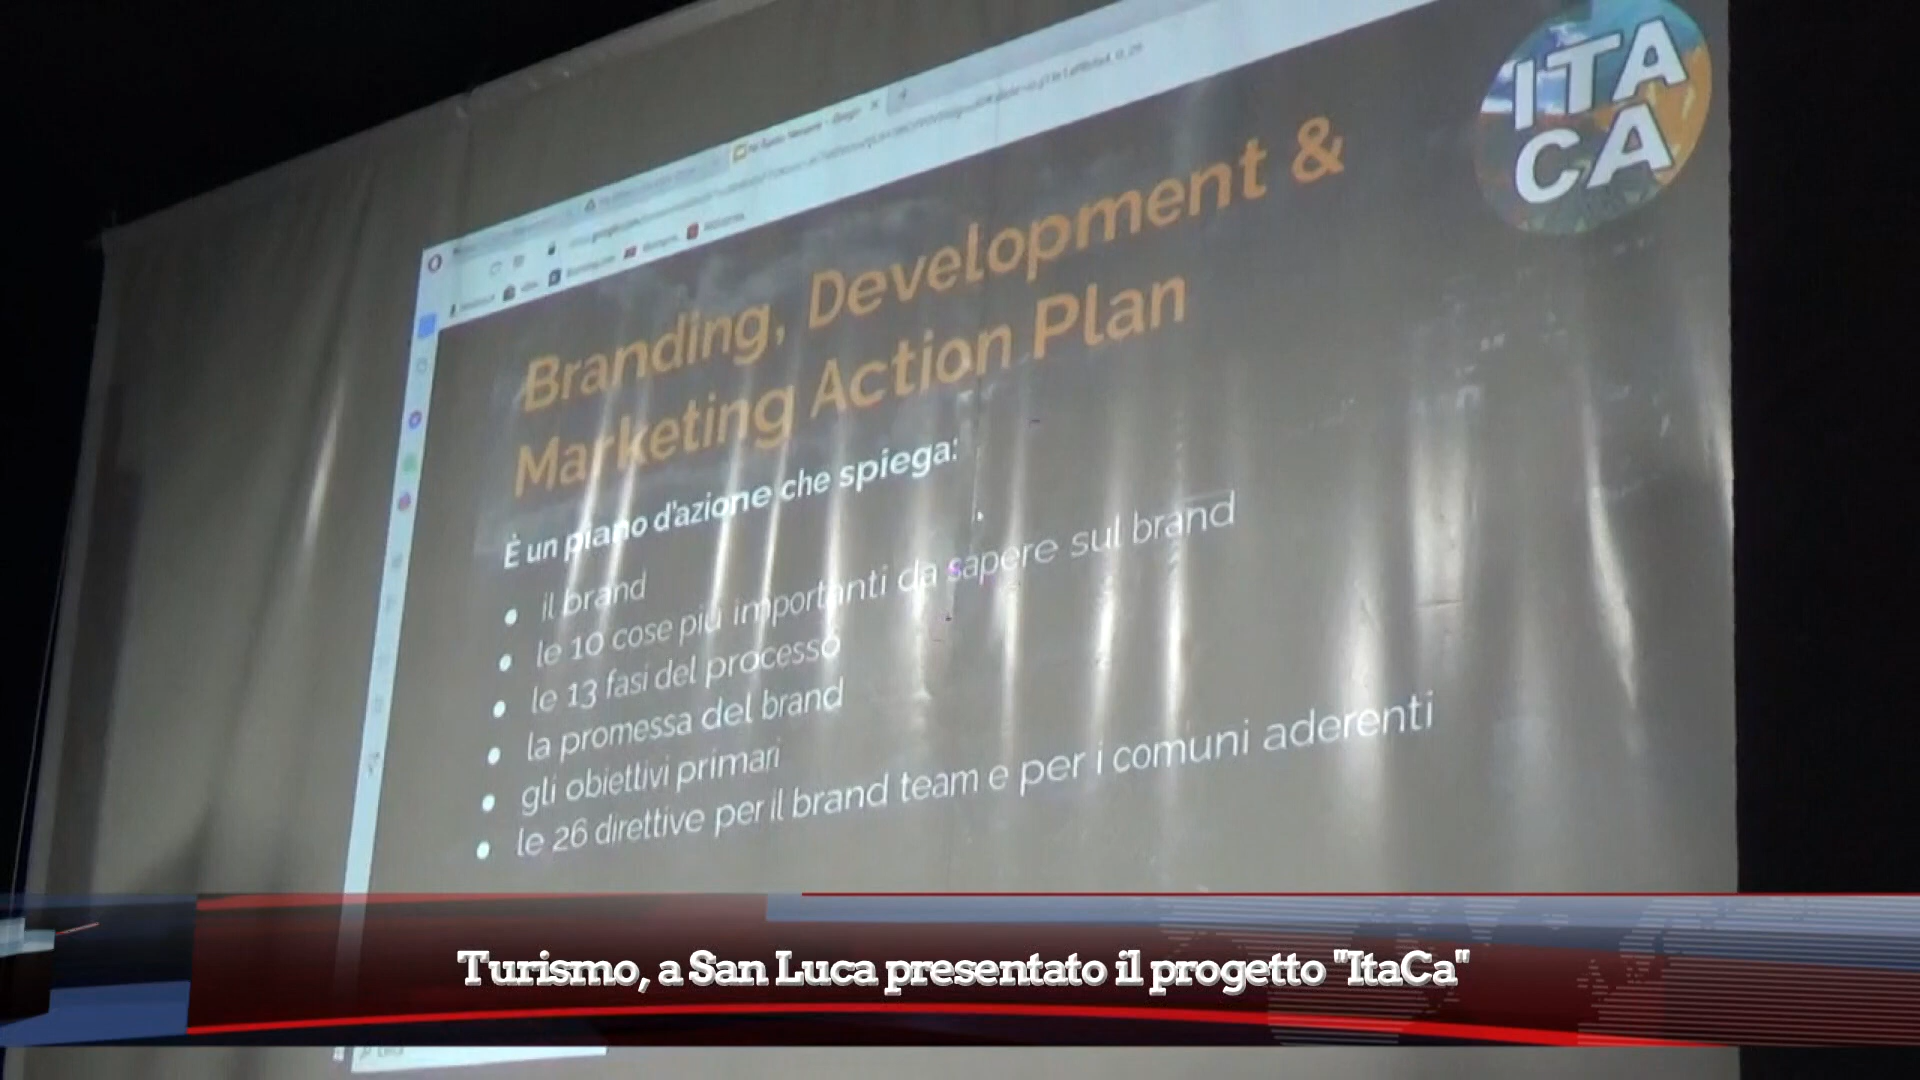 ITA
CA
Branding, Development &
Marketing Action Plan
È un piano d'azione che spiega:
• il brand
• le 10 cose più importanti da sapere sul brand
• le 13 fasi del processo
• la promessa del brand
• gli obiettivi primari
• le 26 direttive per il brand team e per i comuni aderenti
Turismo, a San Luca presentato il progetto "ItaCa"